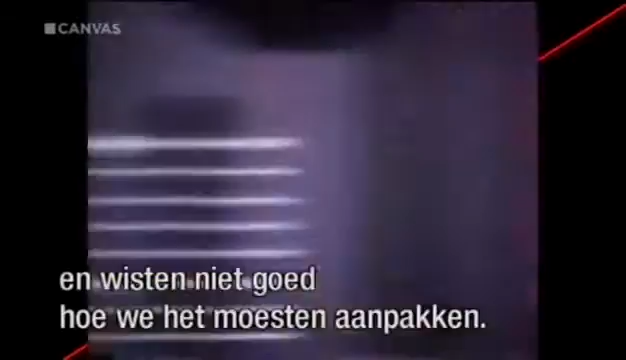 CANVAS
en wisten niet goed
hoe we het moesten aanpakken.